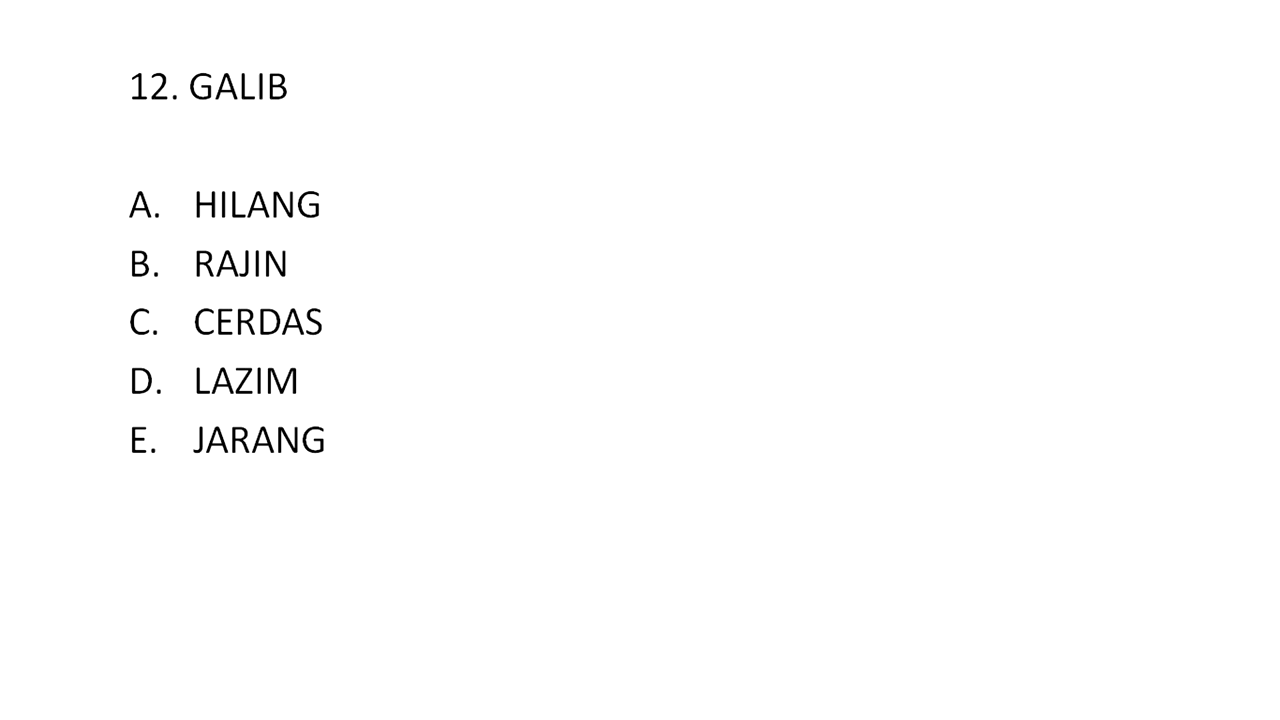 12. GALIB
A. HILANG
B. RAJIN
C. CERDAS
D. LAZIM
E. JARANG